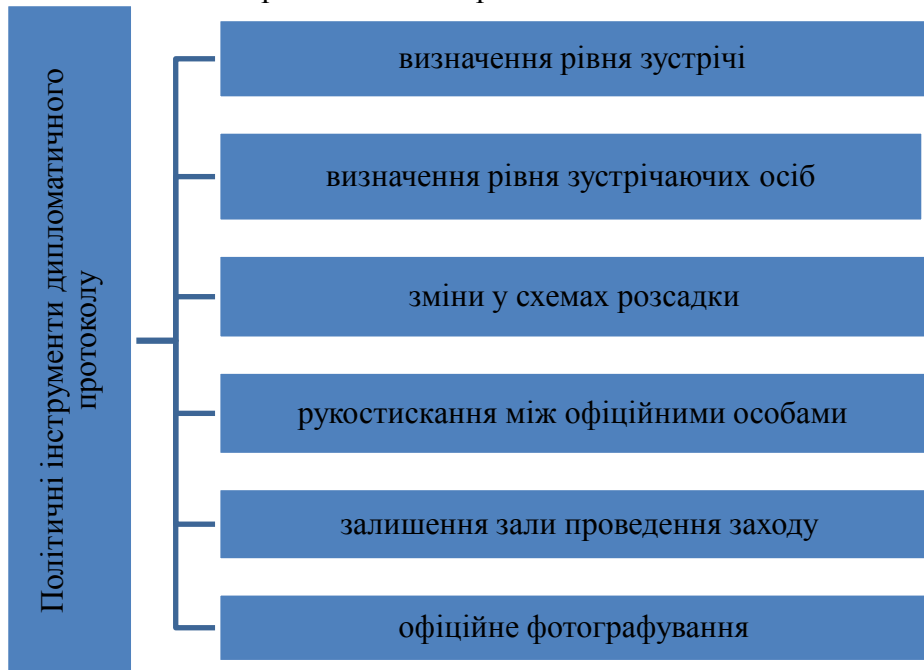 Політичні інструменти дипломатичного
протоколу
визначення рівня зустрічі
визначення рівня зустрічаючих осіб
зміни у схемах розсадки
рукостискання між офіційними особами
залишення зали проведення заходу
офіційне фотографування